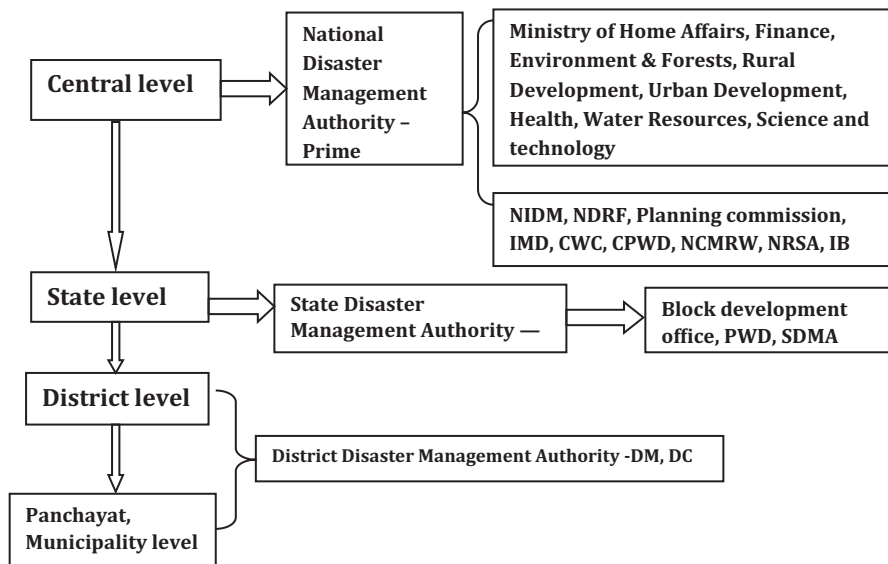 Central level
National
Disaster
Management
Authority –
Prime
Ministry of Home Affairs, Finance,
Environment & Forests, Rural
Development, Urban Development,
Health, Water Resources, Science and
technology
NIDM, NDRF, Planning commission,
IMD, CWC, CPWD, NCMRW, NRSA, IB
State level
State Disaster
Management Authority —
Block development
office, PWD, SDMA
District level
District Disaster Management Authority -DM, DC
Panchayat,
Municipality level